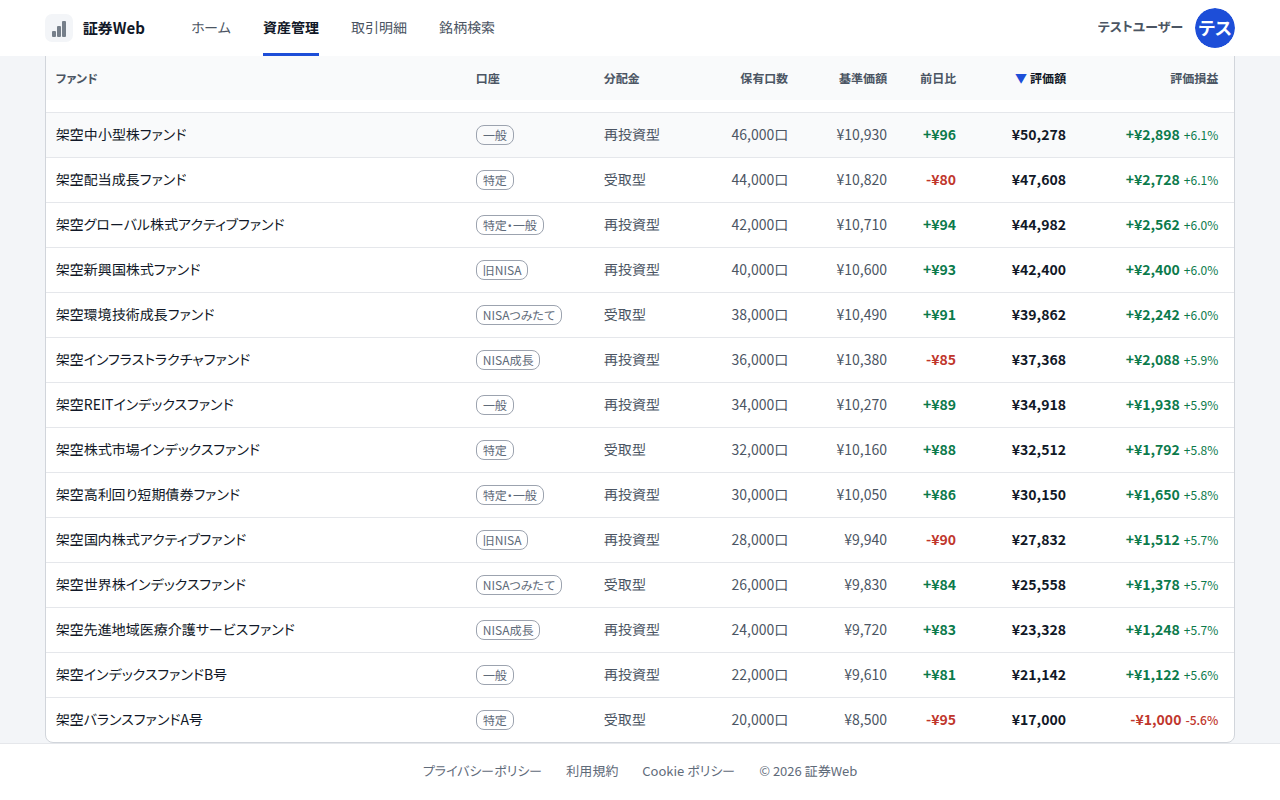 証券Web ホーム 資産管理 取引明細 銘柄検索 テストユーザー テス
ファンド 口座 分配金 保有口数 基準価額 前日比 ▼ 評価額 評価損益
架空中小型株ファンド 一般 再投資型 46,000口 ¥10,930 +¥96 ¥50,278 +¥2,898 +6.1%
架空配当成長ファンド 特定 受取型 44,000口 ¥10,820 -¥80 ¥47,608 +¥2,728 +6.1%
架空グローバル株式アクティブファンド 特定・一般 再投資型 42,000口 ¥10,710 +¥94 ¥44,982 +¥2,562 +6.0%
架空新興国株式ファンド 旧NISA 再投資型 40,000口 ¥10,600 +¥93 ¥42,400 +¥2,400 +6.0%
架空環境技術成長ファンド NISAつみたて 受取型 38,000口 ¥10,490 +¥91 ¥39,862 +¥2,242 +6.0%
架空インフラストラクチャファンド NISA成長 再投資型 36,000口 ¥10,380 -¥85 ¥37,368 +¥2,088 +5.9%
架空REITインデックスファンド 一般 再投資型 34,000口 ¥10,270 +¥89 ¥34,918 +¥1,938 +5.9%
架空株式市場インデックスファンド 特定 受取型 32,000口 ¥10,160 +¥88 ¥32,512 +¥1,792 +5.8%
架空高利回り短期債券ファンド 特定・一般 再投資型 30,000口 ¥10,050 +¥86 ¥30,150 +¥1,650 +5.8%
架空国内株式アクティブファンド 旧NISA 再投資型 28,000口 ¥9,940 -¥90 ¥27,832 +¥1,512 +5.7%
架空世界株インデックスファンド NISAつみたて 受取型 26,000口 ¥9,830 +¥84 ¥25,558 +¥1,378 +5.7%
架空先進地域医療介護サービスファンド NISA成長 再投資型 24,000口 ¥9,720 +¥83 ¥23,328 +¥1,248 +5.7%
架空インデックスファンドB号 一般 再投資型 22,000口 ¥9,610 +¥81 ¥21,142 +¥1,122 +5.6%
架空バランスファンドA号 特定 受取型 20,000口 ¥8,500 -¥95 ¥17,000 -¥1,000 -5.6%
プライバシーポリシー 利用規約 Cookie ポリシー © 2026 証券Web